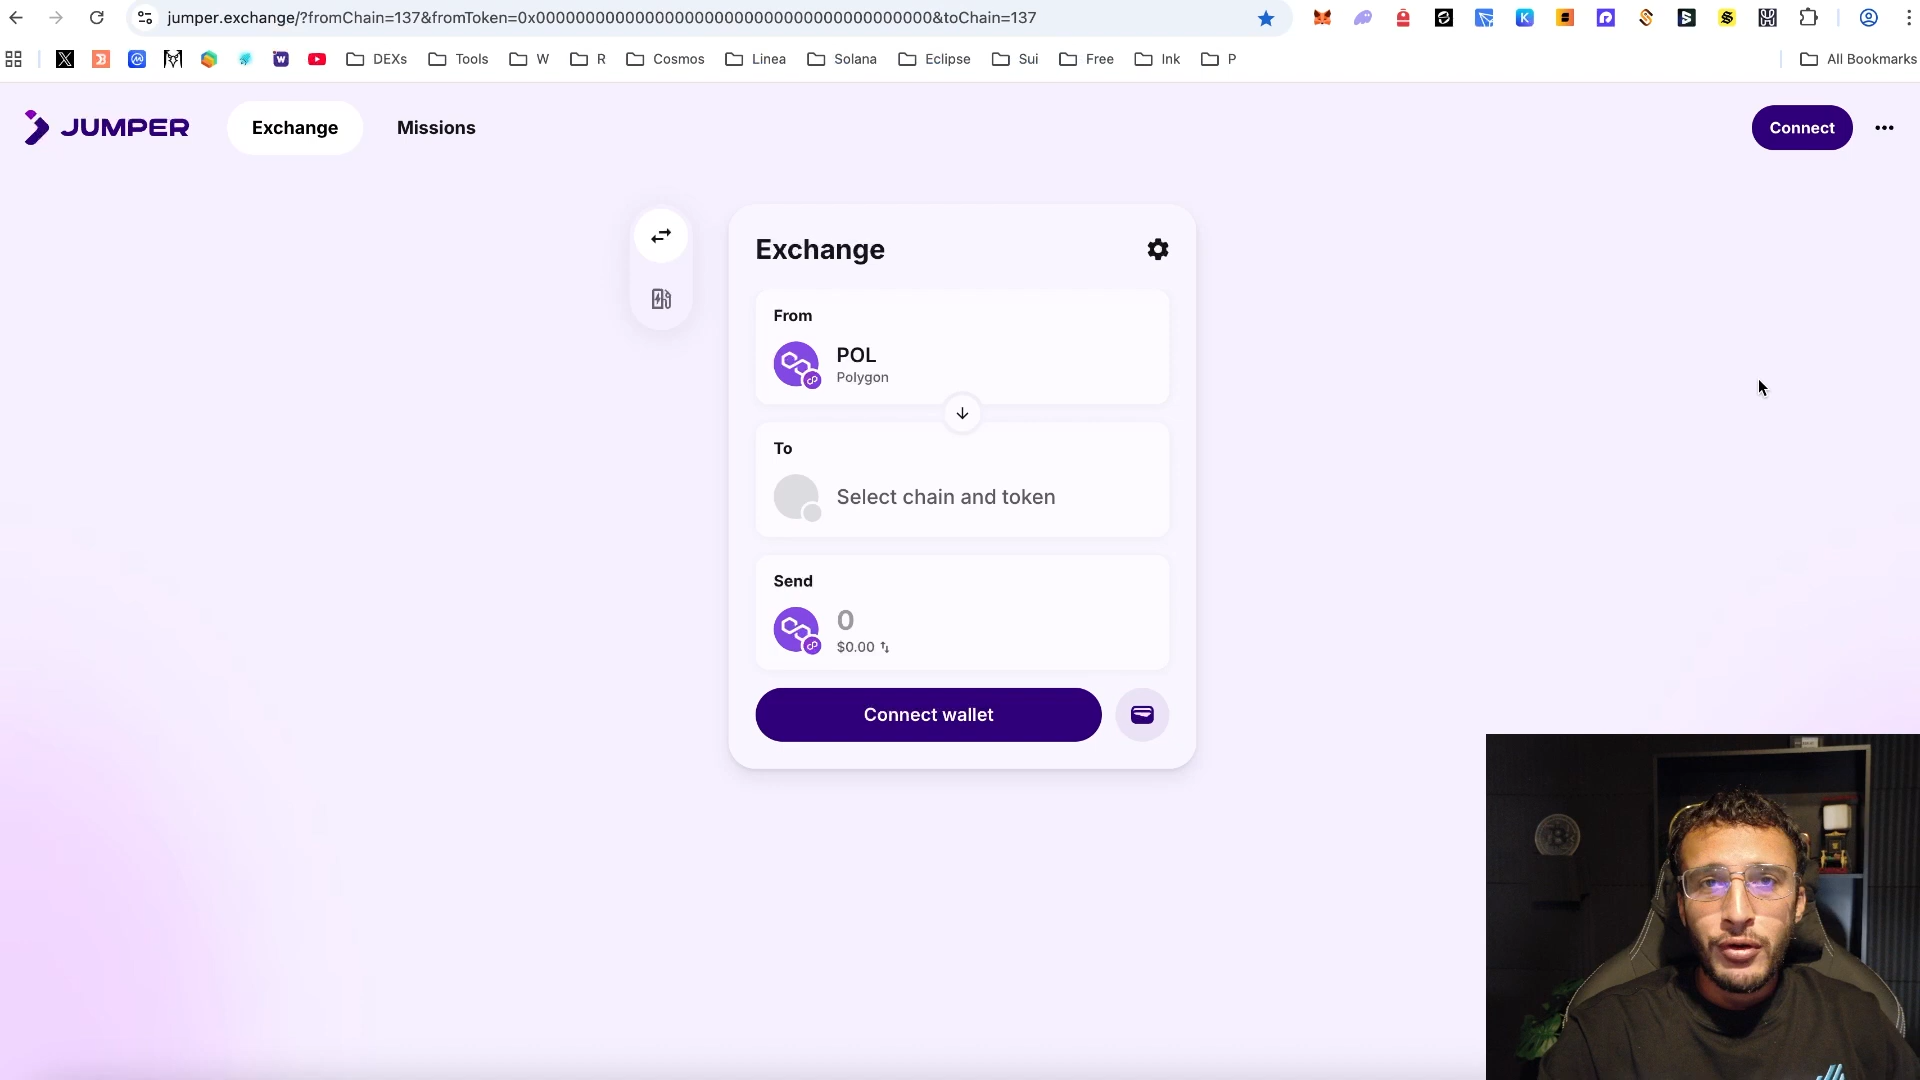 jumper.exchange/?fromChain=137&fromToken=0x0000000000000000000000000000000000000000&toChain=137
DEXs
Tools
W
R
Cosmos
Linea
Solana
Eclipse
Sui
Free
Ink
P
All Bookmarks
JUMPER
Exchange
Missions
Connect
Exchange
From
POL
Polygon
To
Select chain and token
Send
0
$0.00
Connect wallet